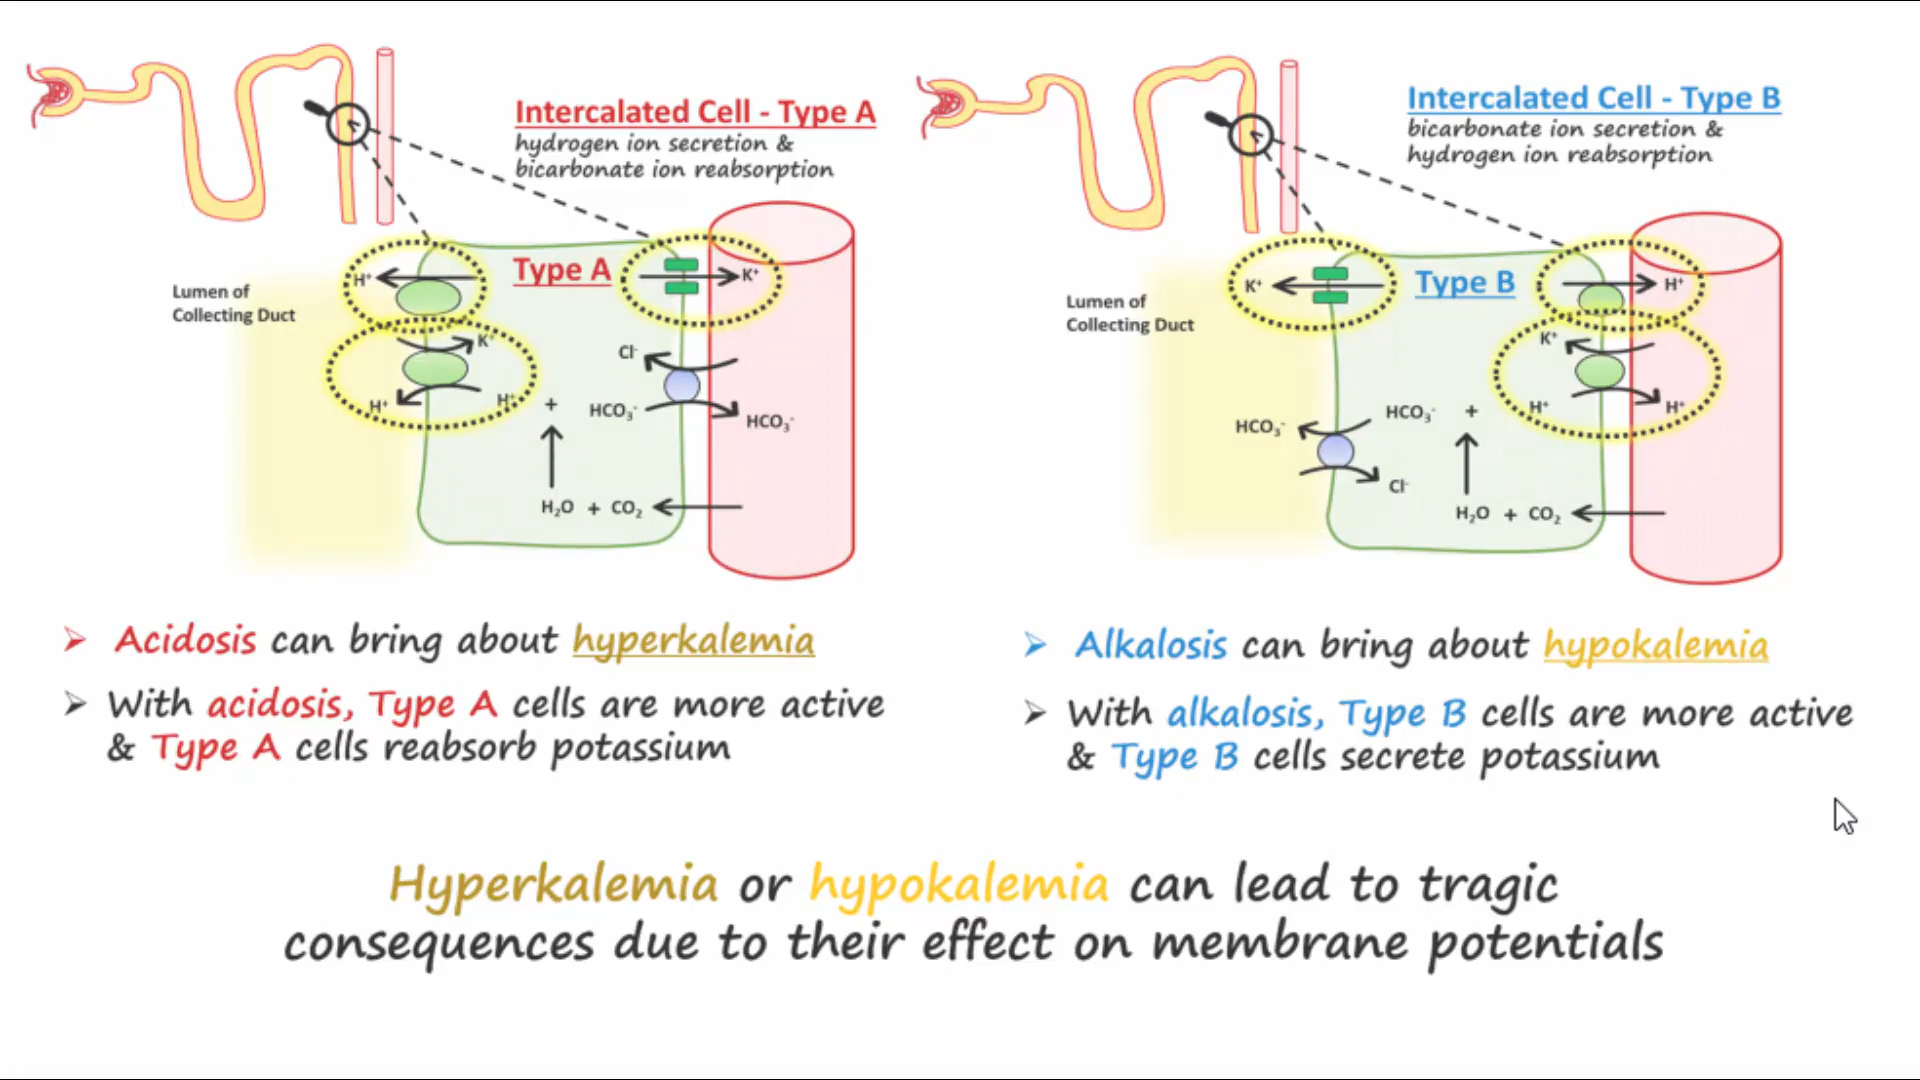 Intercalated Cell - Type A
hydrogen ion secretion &
bicarbonate ion reabsorption
Type A
Lumen of
Collecting Duct
H⁺
K⁺
K⁺
H⁺
H⁺
+
Cl⁻
HCO₃⁻
HCO₃⁻
H₂O + CO₂
Intercalated Cell - Type B
bicarbonate ion secretion &
hydrogen ion reabsorption
Type B
Lumen of
Collecting Duct
K⁺
H⁺
K⁺
H⁺
H⁺
HCO₃⁻
HCO₃⁻
+
Cl⁻
H₂O + CO₂
➢ Acidosis can bring about hyperkalemia
➢ With acidosis, Type A cells are more active
& Type A cells reabsorb potassium
➢ Alkalosis can bring about hypokalemia
➢ With alkalosis, Type B cells are more active
& Type B cells secrete potassium
Hyperkalemia or hypokalemia can lead to tragic
consequences due to their effect on membrane potentials